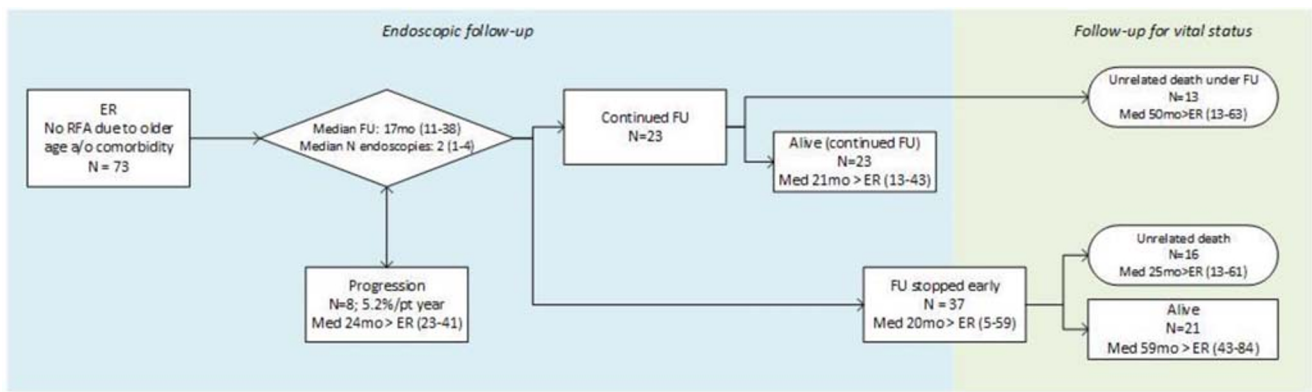 Endoscopic follow-up
Follow-up for vital status
ER
No RFA due to older
age a/o comorbidity
N = 73
Median FU: 17mo (11-38)
Median N endoscopies: 2 (1-4)
Progression
N=8; 5.2%/pt year
Med 24mo > ER (23-41)
Continued FU
N=23
Alive (continued FU)
N=23
Med 21mo > ER (13-43)
Unrelated death under FU
N=13
Med 50mo>ER (13-63)
FU stopped early
N = 37
Med 20mo > ER (5-59)
Unrelated death
N=16
Med 25mo>ER (13-61)
Alive
N=21
Med 59mo > ER (43-84)